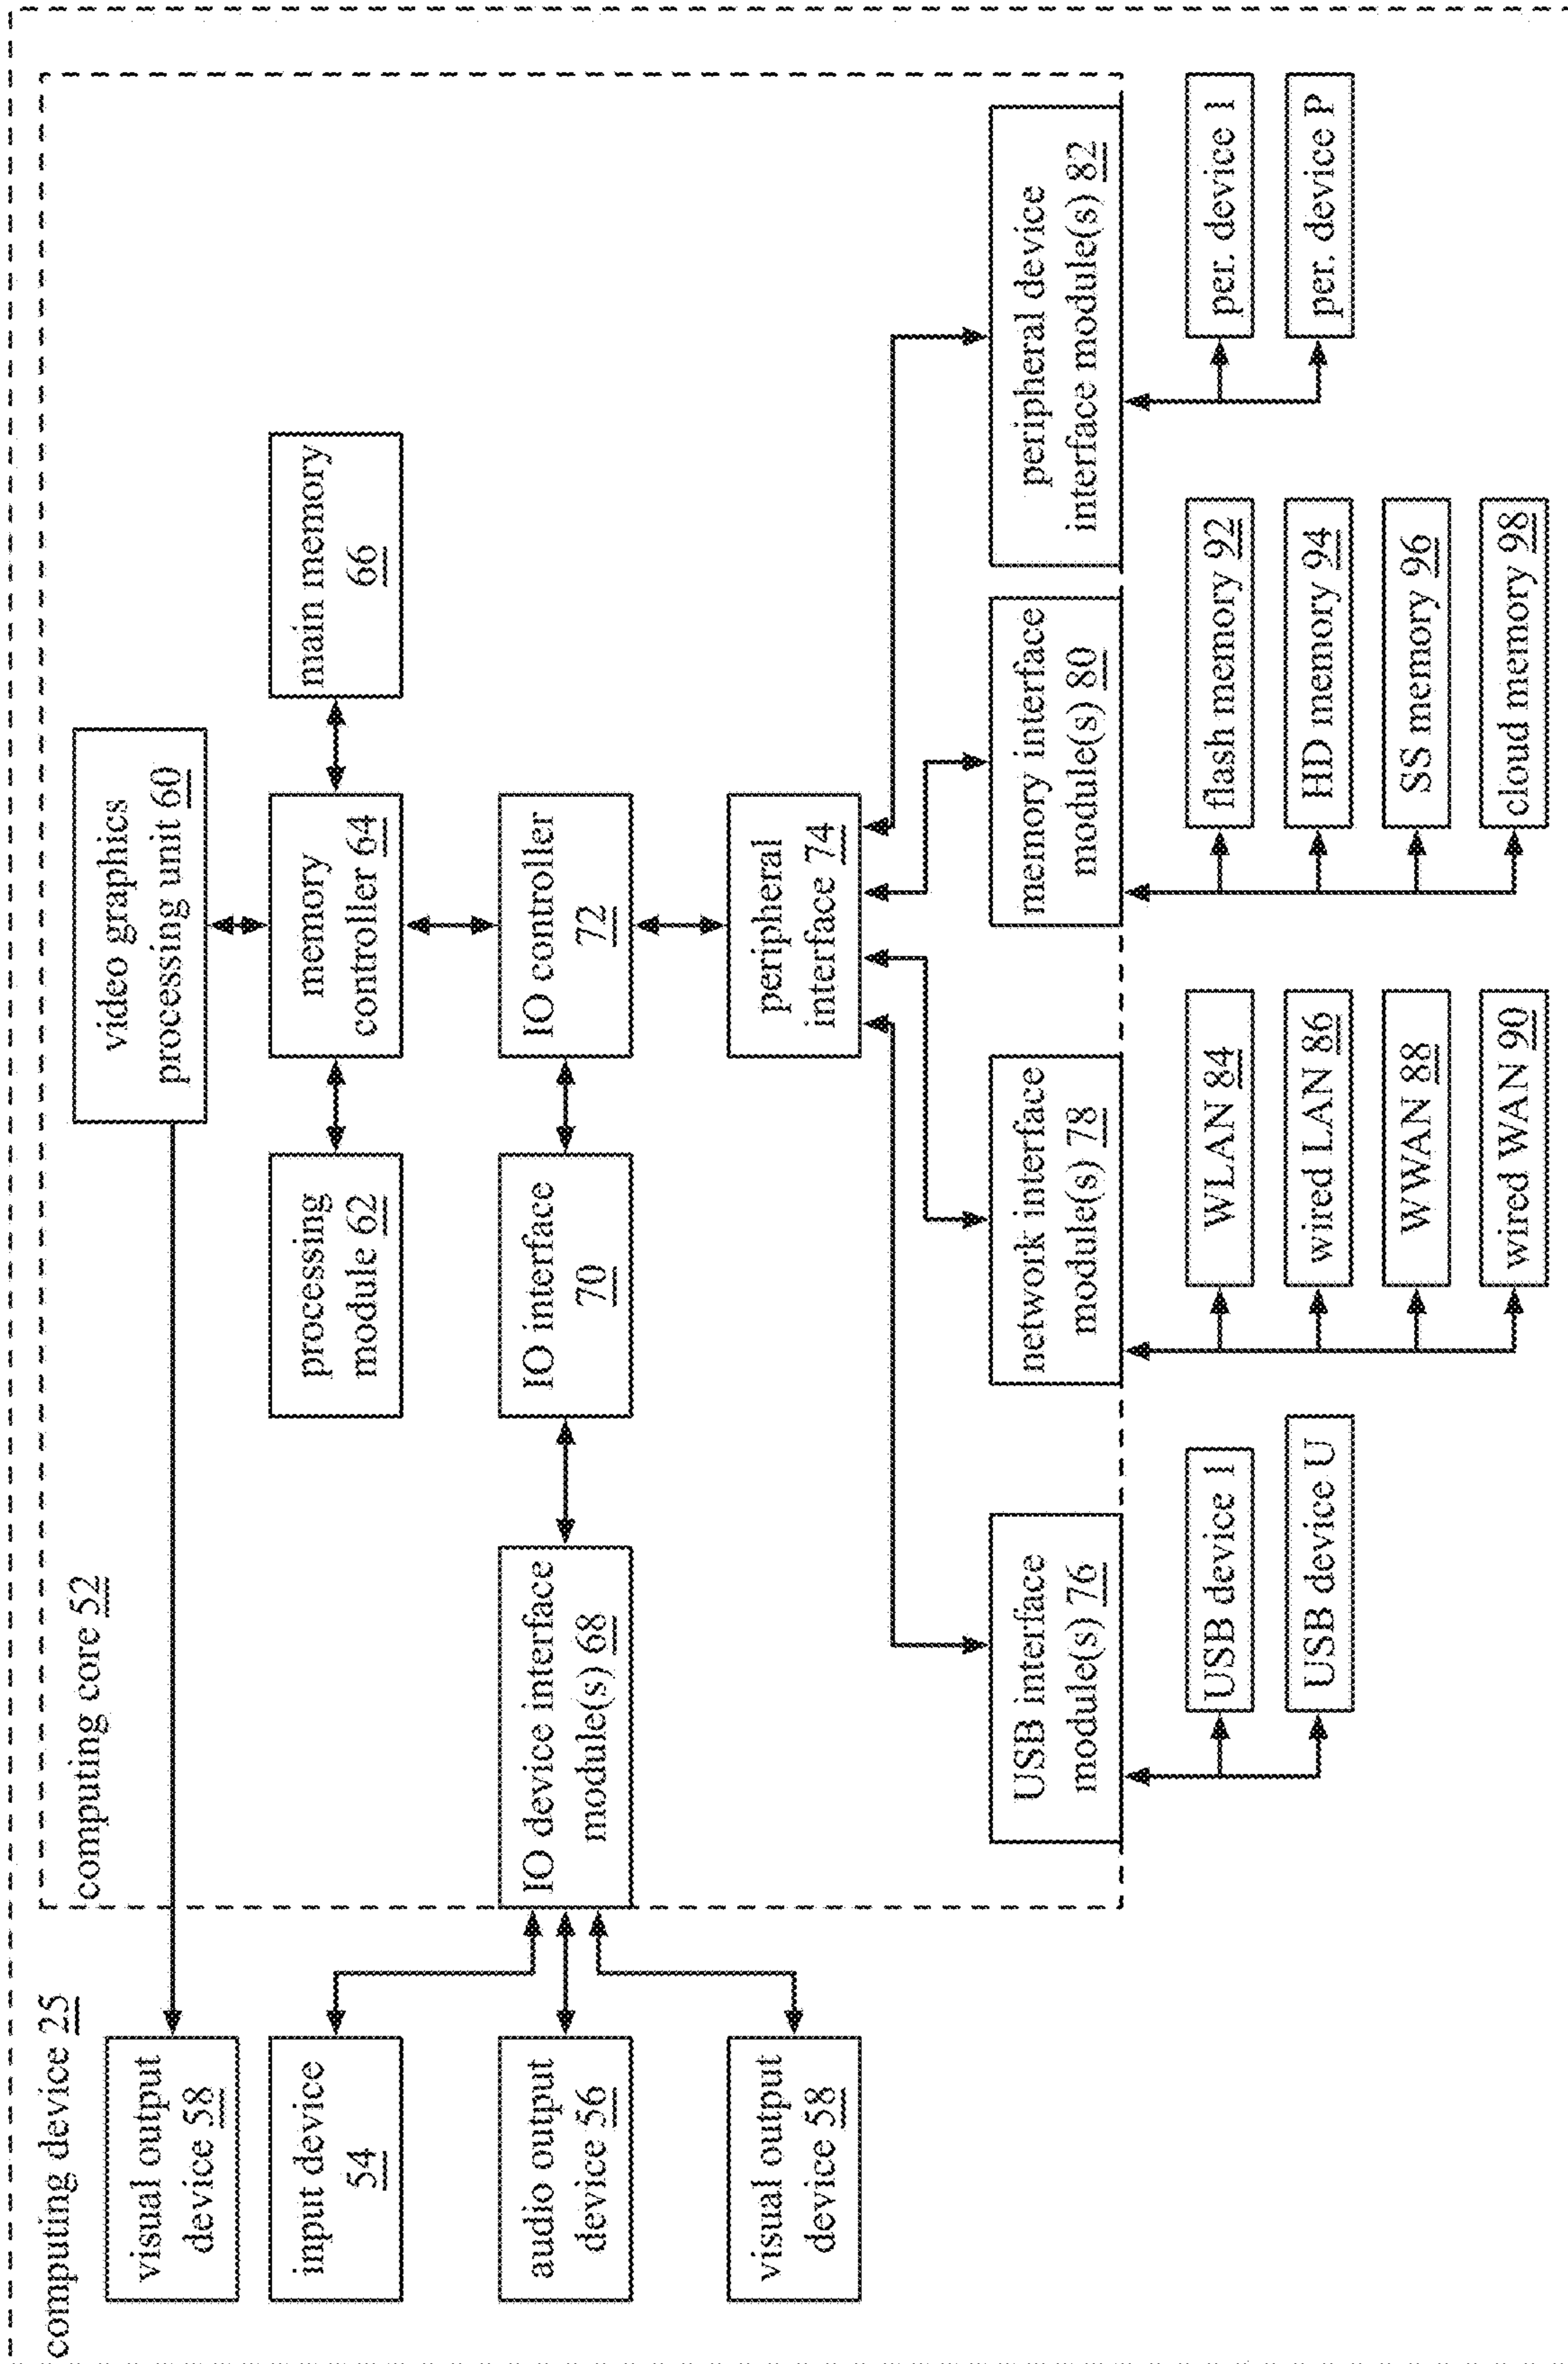 computing device 25
computing core 52
visual output
device 58
video graphics
processing unit 60
input device
54
processing
module 62
memory
controller 64
main memory
66
audio output
device 56
IO device interface
module(s) 68
IO interface
70
IO controller
72
visual output
device 58
peripheral
interface 74
USB interface
module(s) 76
network interface
module(s) 78
memory interface
module(s) 80
peripheral device
interface module(s) 82
USB device 1
USB device U
WLAN 84
wired LAN 86
WWAN 88
wired WAN 90
flash memory 92
HD memory 94
SS memory 96
cloud memory 98
per. device 1
per. device P